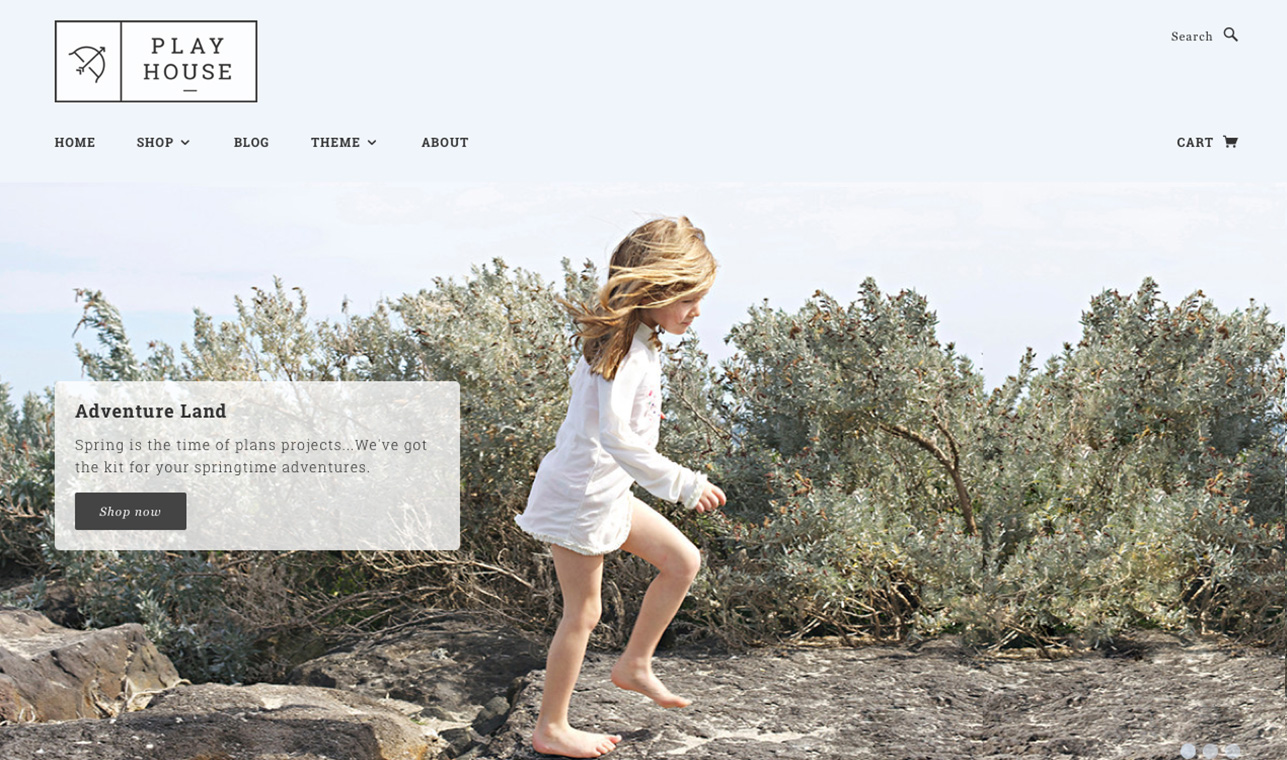 PLAY
HOUSE
Search
HOME SHOP BLOG THEME ABOUT CART
Adventure Land
Spring is the time of plans projects...We've got
the kit for your springtime adventures.
Shop now